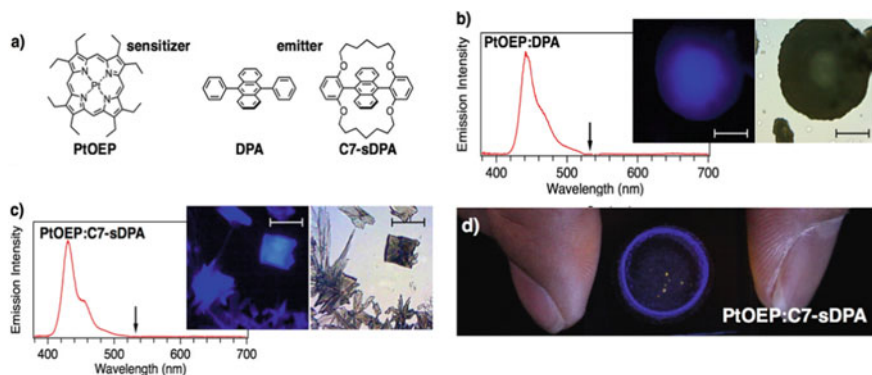 a)
sensitizer
emitter
N
N
Pt
N
N
O
O
O
O
PtOEP
DPA
C7-sDPA
b)
PtOEP:DPA
Emission Intensity
400 500 600 700
Wavelength (nm)
c)
PtOEP:C7-sDPA
Emission Intensity
400 500 600 700
Wavelength (nm)
d)
PtOEP:C7-sDPA